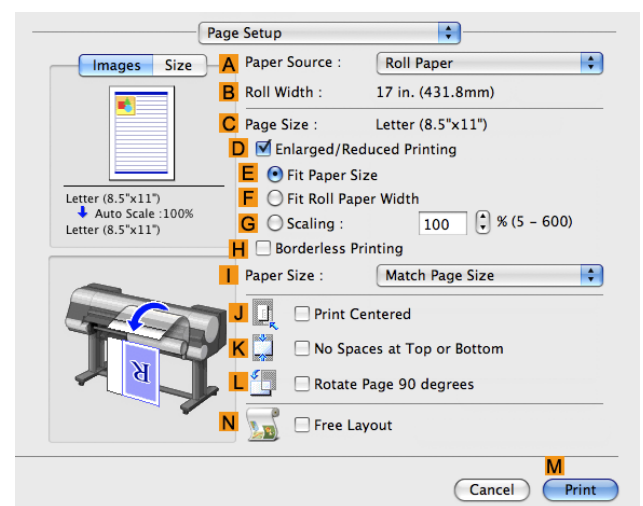 Page Setup
Images Size
A Paper Source : Roll Paper
B Roll Width : 17 in. (431.8mm)
C Page Size : Letter (8.5"x11")
D Enlarged/Reduced Printing
E Fit Paper Size
F Fit Roll Paper Width
G Scaling : 100 % (5 - 600)
H Borderless Printing
Letter (8.5"x11")
Auto Scale :100%
Letter (8.5"x11")
I Paper Size : Match Page Size
J Print Centered
K No Spaces at Top or Bottom
L Rotate Page 90 degrees
R
N Free Layout
M
Cancel Print